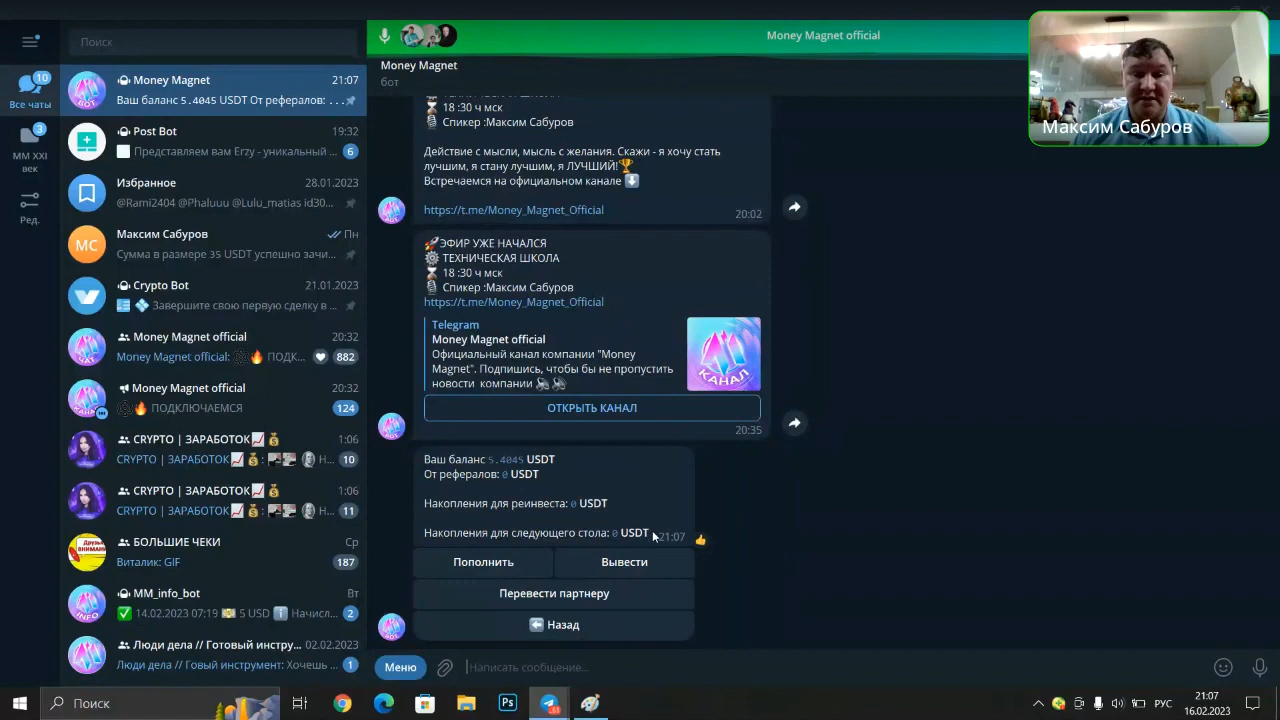 Поиск
Все чаты
10
ММ XXI
век
3
Ред.
Money Magnet
21:07
Ваш баланс 5.4045 USDT От рефералов: ...
Post Bot
19:32
Представляем вам Erzy - уникальный ...
6
Избранное
28.01.2023
@Rami2404 @Phaluuu @Lulu_matias id30...
Максим Сабуров
Пн
МС
Сумма в размере 35 USDT успешно зачи...
Crypto Bot
21.01.2023
Завершите свою первую сделку в ...
Money Magnet official
20:32
Money Magnet official: ПОДК...
882
ЧАТ
Money Magnet official
20:32
ПОДКЛЮЧАЕМСЯ
124
CRYPTO | ЗАРАБОТОК
1:06
CRYPTO | ЗАРАБОТОК : Н...
10
CRYPTO | ЗАРАБОТОК
1:06
CRYPTO | ЗАРАБОТОК : Н...
11
БОЛЬШИЕ ЧЕКИ
Ср
Виталик: GIF
187
MM_info_bot
Вт
14.02.2023 07:19 5 USD Начисл...
2
Люди дела // Готовый инстру...
02.02.2023
Люди дела // Говый инструмент: Хочешь ...
1
Money Magnet official
Money Magnet
бот
18 :30 ч мск
Спикер :Максим Сабуров
Действие с мысли, мысль с желания. Скажи - я хочу стать
лучшим, я стану лучшим, я ЛУЧШИЙ!
Встречаемся на официальном канале
https://t.me/Money_Magnet_Official
20:02
ЭФИР УЖЕ НАЧАЛСЯ
ТЕХНИЧЕСКАЯ ШКОЛА
18 :30 ч мск
Спикер :Максим Сабуров
https://t.me/Money_Magnet_Official
Telegram
Money Magnet official
Официальный канал компании "Money
Magnet". Подпишись, чтобы бы не пропустить
новости компании
КАНАЛ
ОТКРЫТЬ КАНАЛ
20:35
Ваш баланс 5.4045 USDT
От рефералов: 0 USDT
Накопления для реинвеста: 0 USDT
Накопления для следующего стола: 0 USDT
21:07
Пополнить
Вывести
Перевести партнеру
Назад
Меню
Написать сообщение...
Максим Сабуров
Поиск
Ps
РУС
21:07
16.02.2023